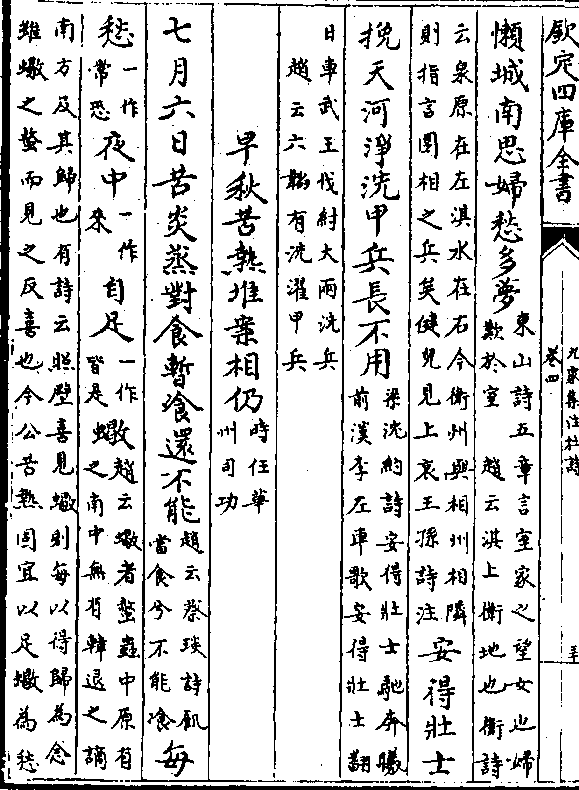 欽定四庫全書
九家集注杜詩
卷四
懶城南思婦愁多夢東山詩五章言室家之望女也婦
歎於室 趙云淇上衛地也衛詩
云泉原在左淇水在右今衛州與相州相隣
則指言圍相之兵矣健兒見上哀王孫詩注安得壯士
挽天河淨洗甲兵長不用梁沈約詩安得壯士馳奔曦
前漢李左車歌安得壯士翻
日車武王伐紂大雨洗兵
趙云六韜有洗濯甲兵
早秋苦熱堆案相仍時任華
州司功
七月六日苦炎蒸對食暫飡還不能趙云蔡琰詩飢
當食兮不能飡每
愁一作
常恐夜中一作
來自足一作
皆是蠍趙云蠍者螫蟲中原有
之南中無有韓退之謫
南方及其歸也有詩云照壁喜見蠍則每以得歸為念
雖蠍之螫而見之反喜也今公苦熱固宜以足蠍為愁